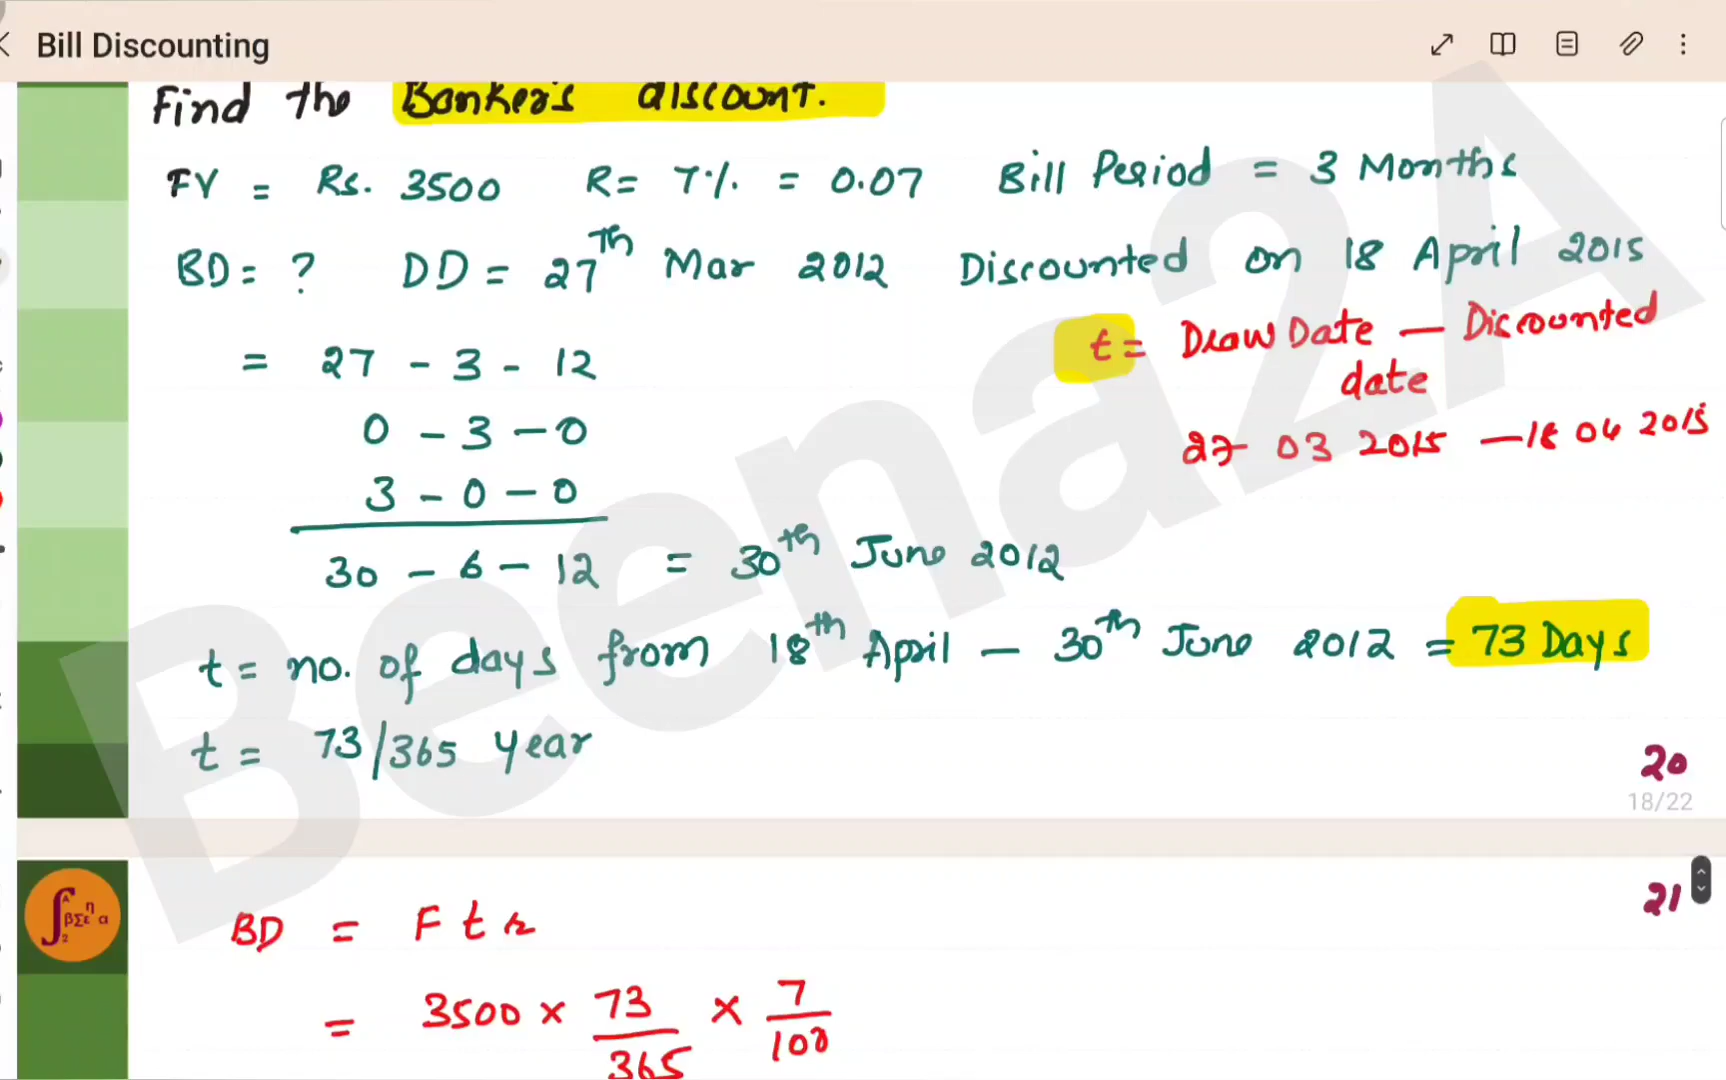 Bill Discounting
Find the Banker's discount.
FV = Rs. 3500 R= 7% = 0.07 Bill Period = 3 Months
BD = ? DD = 27th Mar 2012 Discounted on 18 April 2015
t = Draw Date — Discounted
date
= 27 - 3 - 12
0 - 3 - 0
27 03 2015 — 18 04 2015
3 - 0 - 0
30 - 6 - 12 = 30th June 2012
t = no. of days from 18th April — 30th June 2012 = 73 Days
t = 73/365 year
20
18/22
21
BD = F t r
= 3500 × 73/365 × 7/100
Beena2A